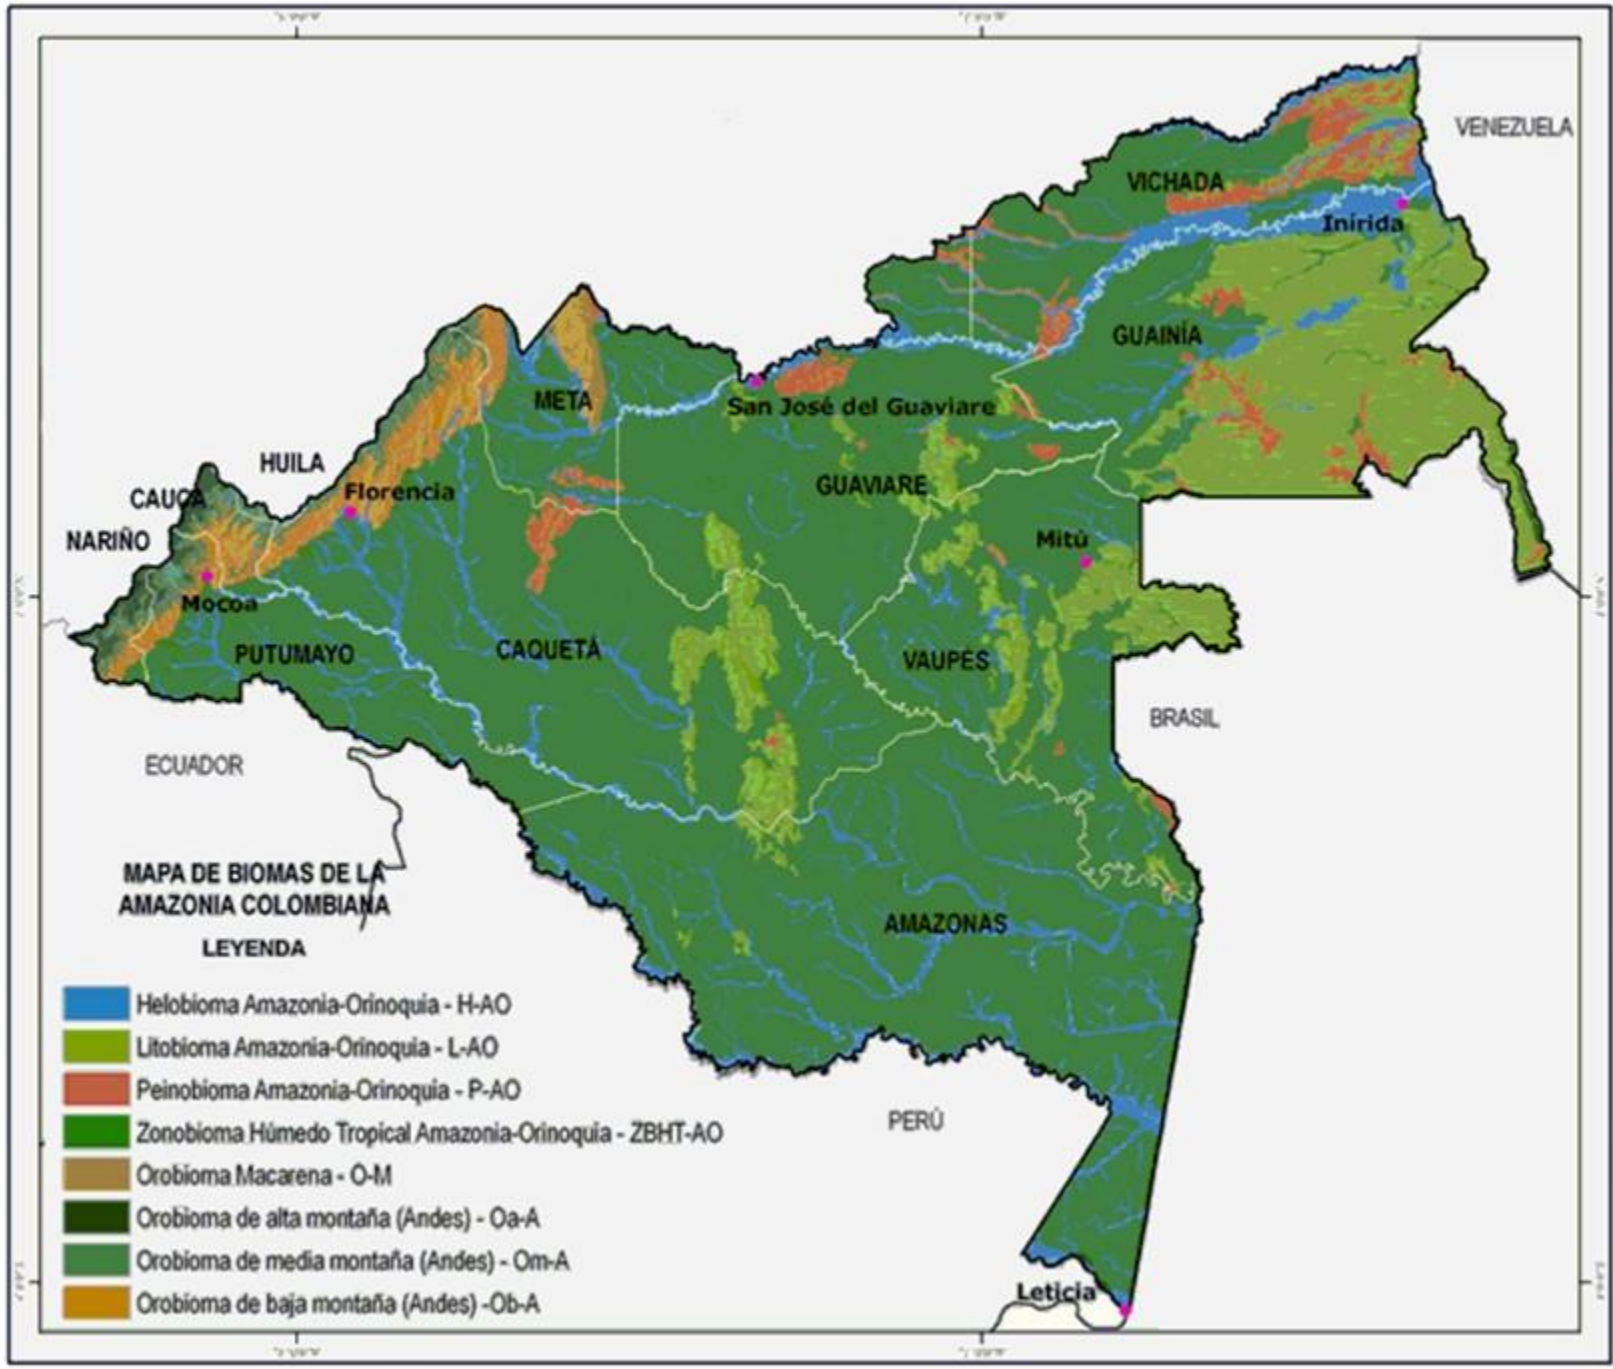 VENEZUELA
VICHADA
Inírida
GUAINÍA
META
San José del Guaviare
HUILA
GUAVIARE
Florencia
CAUCA
NARIÑO
Mitú
Mocoa
PUTUMAYO
CAQUETÁ
VAUPÉS
BRASIL
ECUADOR
MAPA DE BIOMAS DE LA
AMAZONIA COLOMBIANA
AMAZONAS
LEYENDA
Helobioma Amazonia-Orinoquia - H-AO
Litobioma Amazonia-Orinoquia - L-AO
Peinobioma Amazonia-Orinoquia - P-AO
PERÚ
Zonobioma Húmedo Tropical Amazonia-Orinoquia - ZBHT-AO
Orobioma Macarena - O-M
Orobioma de alta montaña (Andes) - Oa-A
Orobioma de media montaña (Andes) - Om-A
Orobioma de baja montaña (Andes) -Ob-A
Leticia